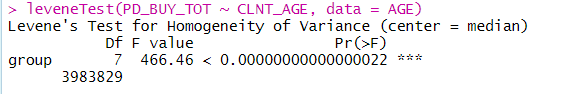 > leveneTest(PD_BUY_TOT ~ CLNT_AGE, data = AGE)
Levene's Test for Homogeneity of Variance (center = median)
Df F value Pr(>F)
group 7 466.46 < 0.00000000000000022 ***
3983829